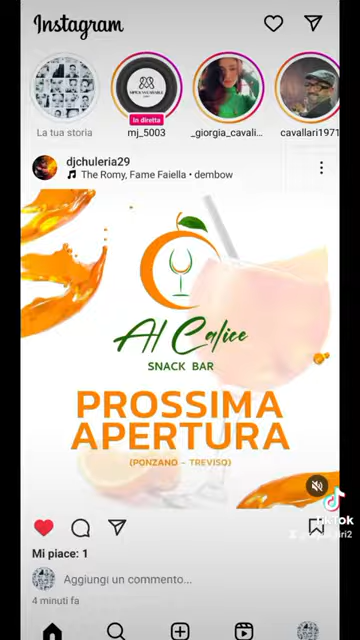 Instagram
La tua storia
In diretta
mj_5003
_giorgia_cavali...
cavallari1971
djchuleria29
The Romy, Fame Faiella • dembow
Al Calice
SNACK BAR
PROSSIMA
APERTURA
(PONZANO - TREVISO)
TikTok
Mi piace: 1
Aggiungi un commento...
4 minuti fa